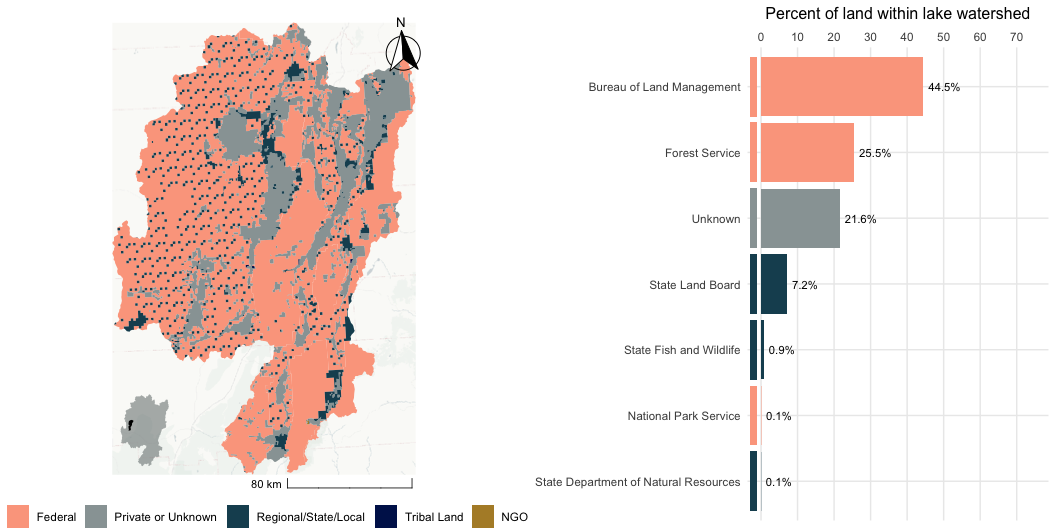 N
80 km
Federal
Private or Unknown
Regional/State/Local
Tribal Land
NGO
Percent of land within lake watershed
0 10 20 30 40 50 60 70
Bureau of Land Management 44.5%
Forest Service 25.5%
Unknown 21.6%
State Land Board 7.2%
State Fish and Wildlife 0.9%
National Park Service 0.1%
State Department of Natural Resources 0.1%